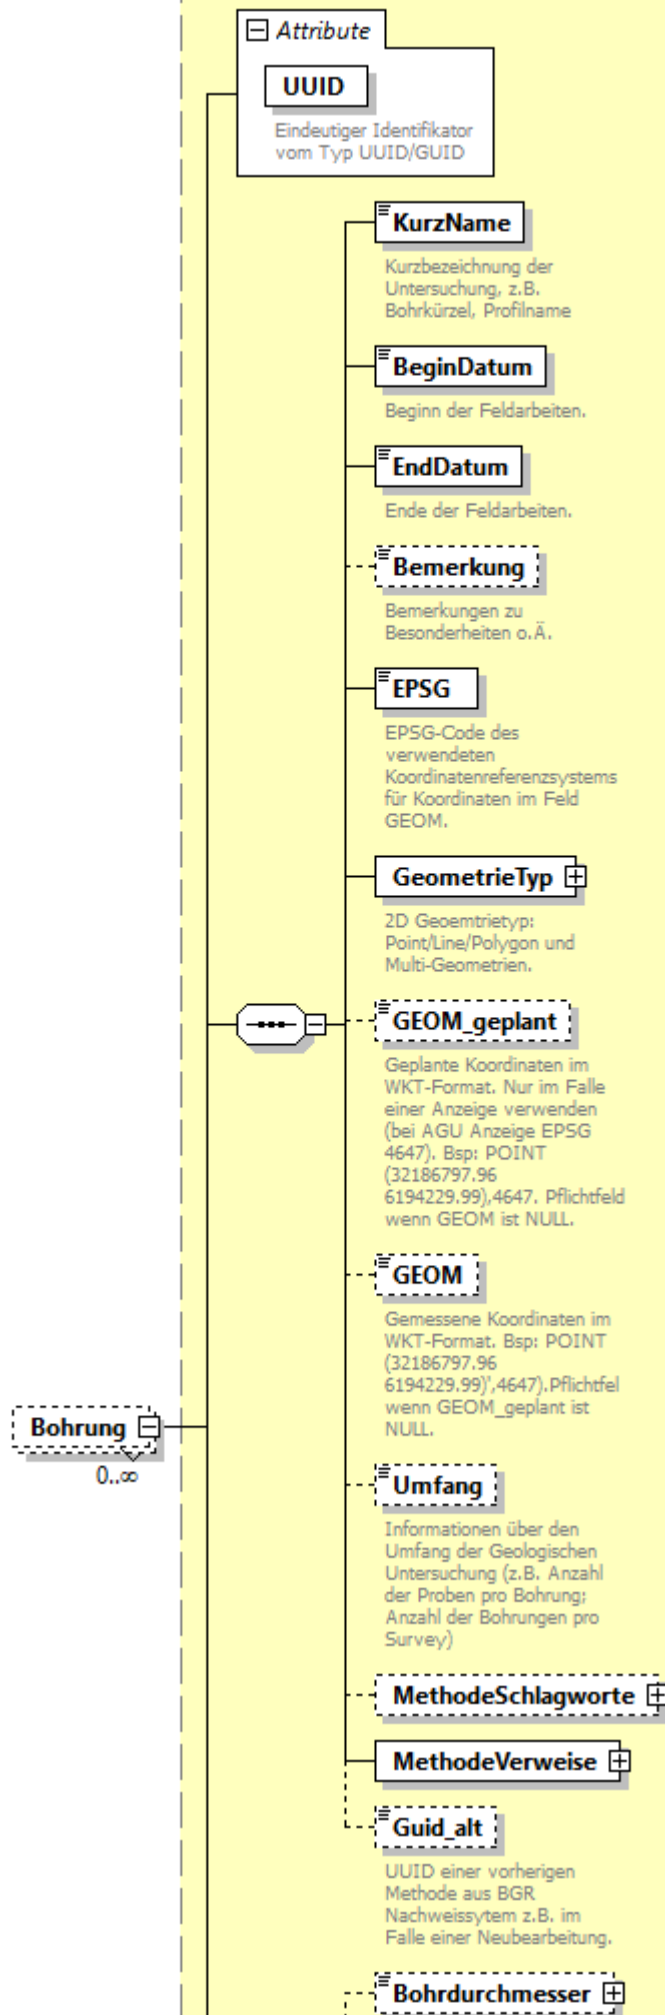 Attribute
UUID
Eindeutiger Identifikator
vom Typ UUID/GUID
KurzName
Kurzbezeichnung der
Untersuchung, z.B.
Bohrkürzel, Profilname
BeginDatum
Beginn der Feldarbeiten.
EndDatum
Ende der Feldarbeiten.
Bemerkung
Bemerkungen zu
Besonderheiten o.Ä.
EPSG
EPSG-Code des
verwendeten
Koordinatenreferenzsystems
für Koordinaten im Feld
GEOM.
GeometrieTyp
2D Geoemtrietyp:
Point/Line/Polygon und
Multi-Geometrien.
GEOM_geplant
Geplante Koordinaten im
WKT-Format. Nur im Falle
einer Anzeige verwenden
(bei AGU Anzeige EPSG
4647). Bsp: POINT
(32186797.96
6194229.99),4647. Pflichtfeld
wenn GEOM ist NULL.
GEOM
Gemessene Koordinaten im
WKT-Format. Bsp: POINT
(32186797.96
6194229.99)',4647).Pflichtfel
wenn GEOM_geplant ist
NULL.
Bohrung
0..∞
Umfang
Informationen über den
Umfang der Geologischen
Untersuchung (z.B. Anzahl
der Proben pro Bohrung;
Anzahl der Bohrungen pro
Survey)
MethodeSchlagworte
MethodeVerweise
Guid_alt
UUID einer vorherigen
Methode aus BGR
Nachweissytem z.B. im
Falle einer Neubearbeitung.
Bohrdurchmesser